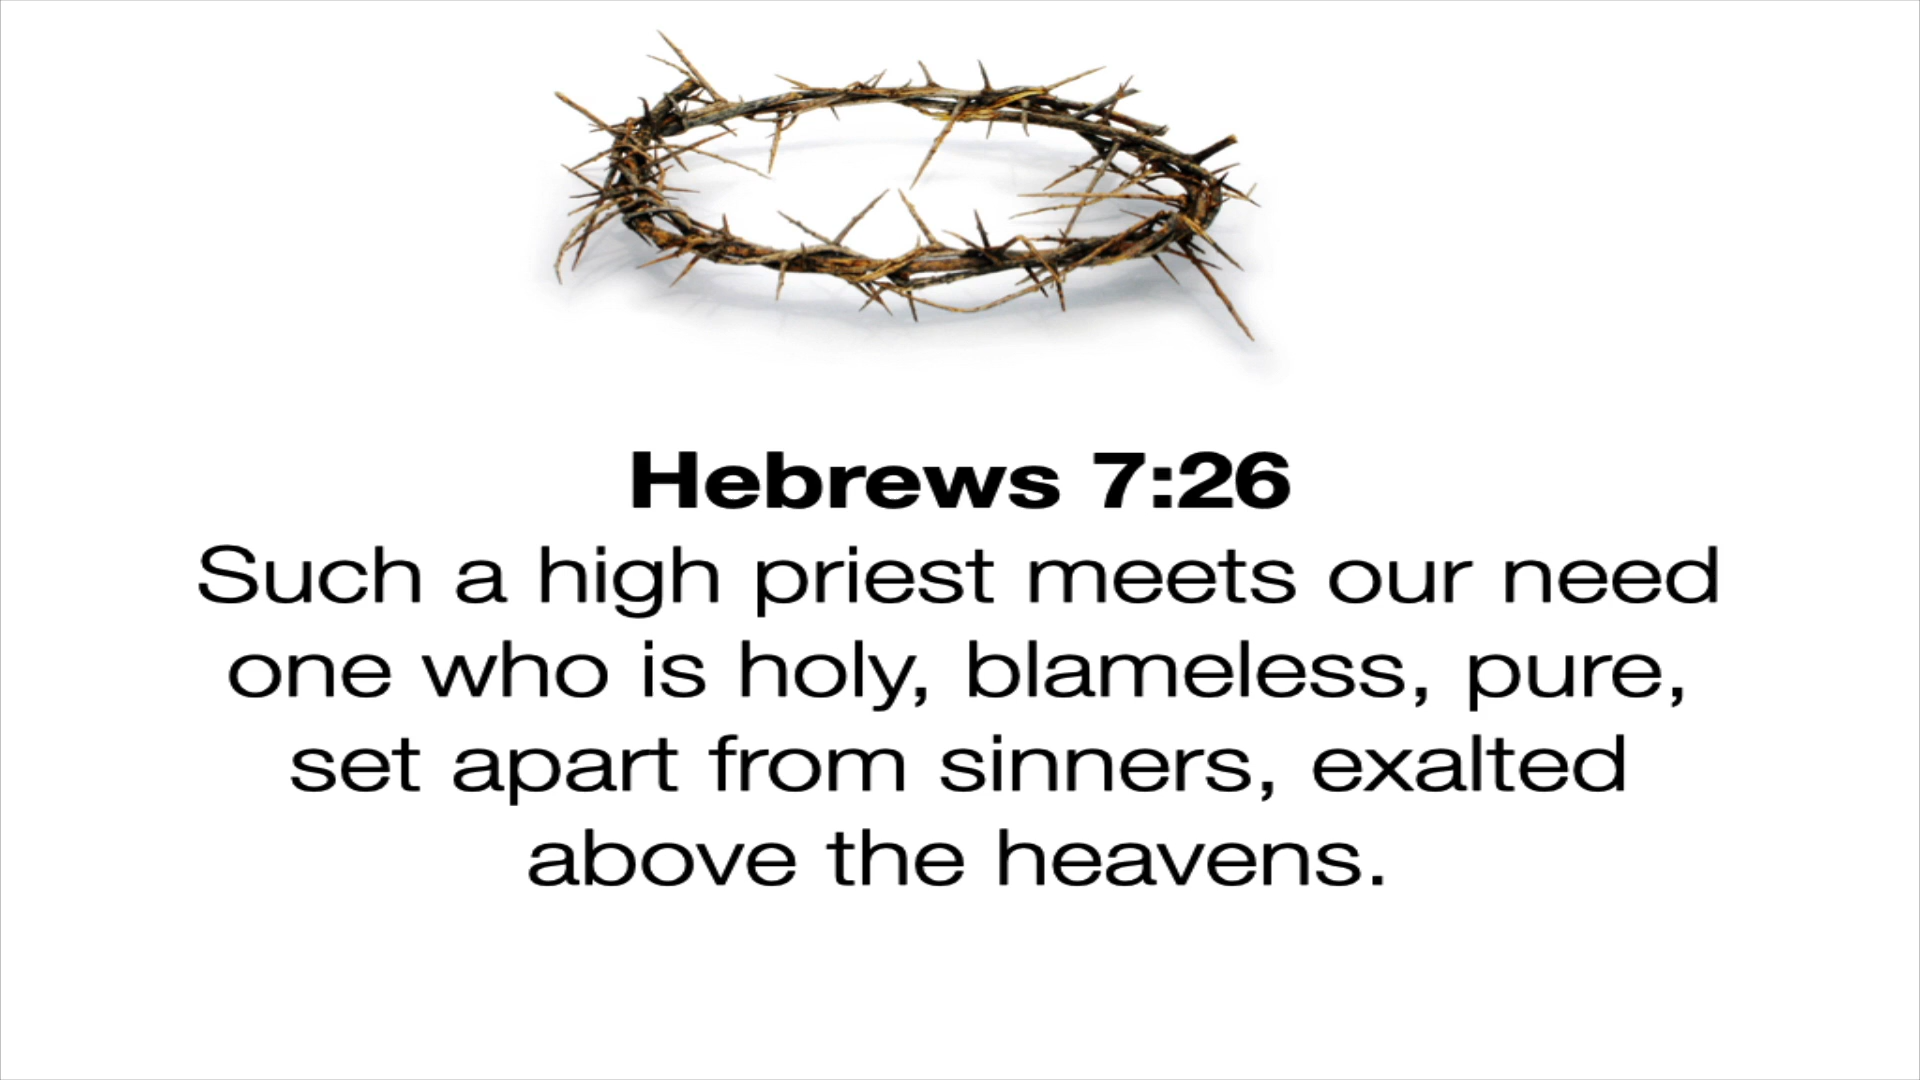 Hebrews 7:26
Such a high priest meets our need
one who is holy, blameless, pure,
set apart from sinners, exalted
above the heavens.